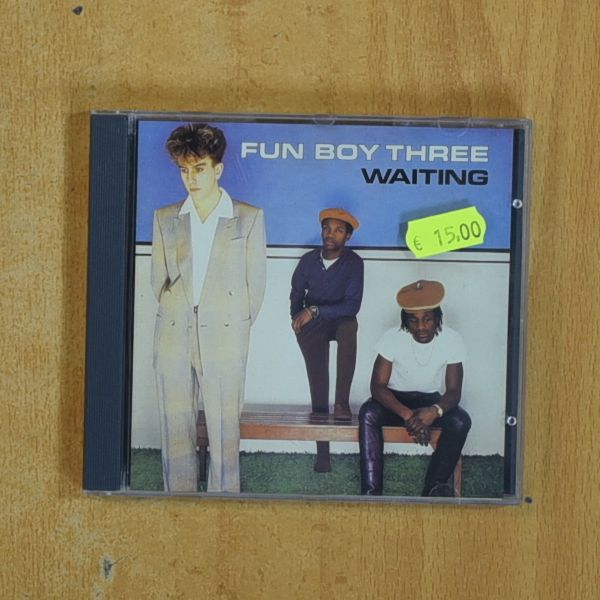 FUN BOY THREE
WAITING
€ 15,00